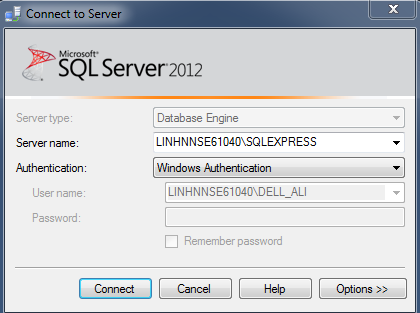 Connect to Server
Microsoft
SQL Server 2012
Server type: Database Engine
Server name: LINHNNSE61040\SQLEXPRESS
Authentication: Windows Authentication
User name: LINHNNSE61040\DELL_ALI
Password:
Remember password
Connect Cancel Help Options >>